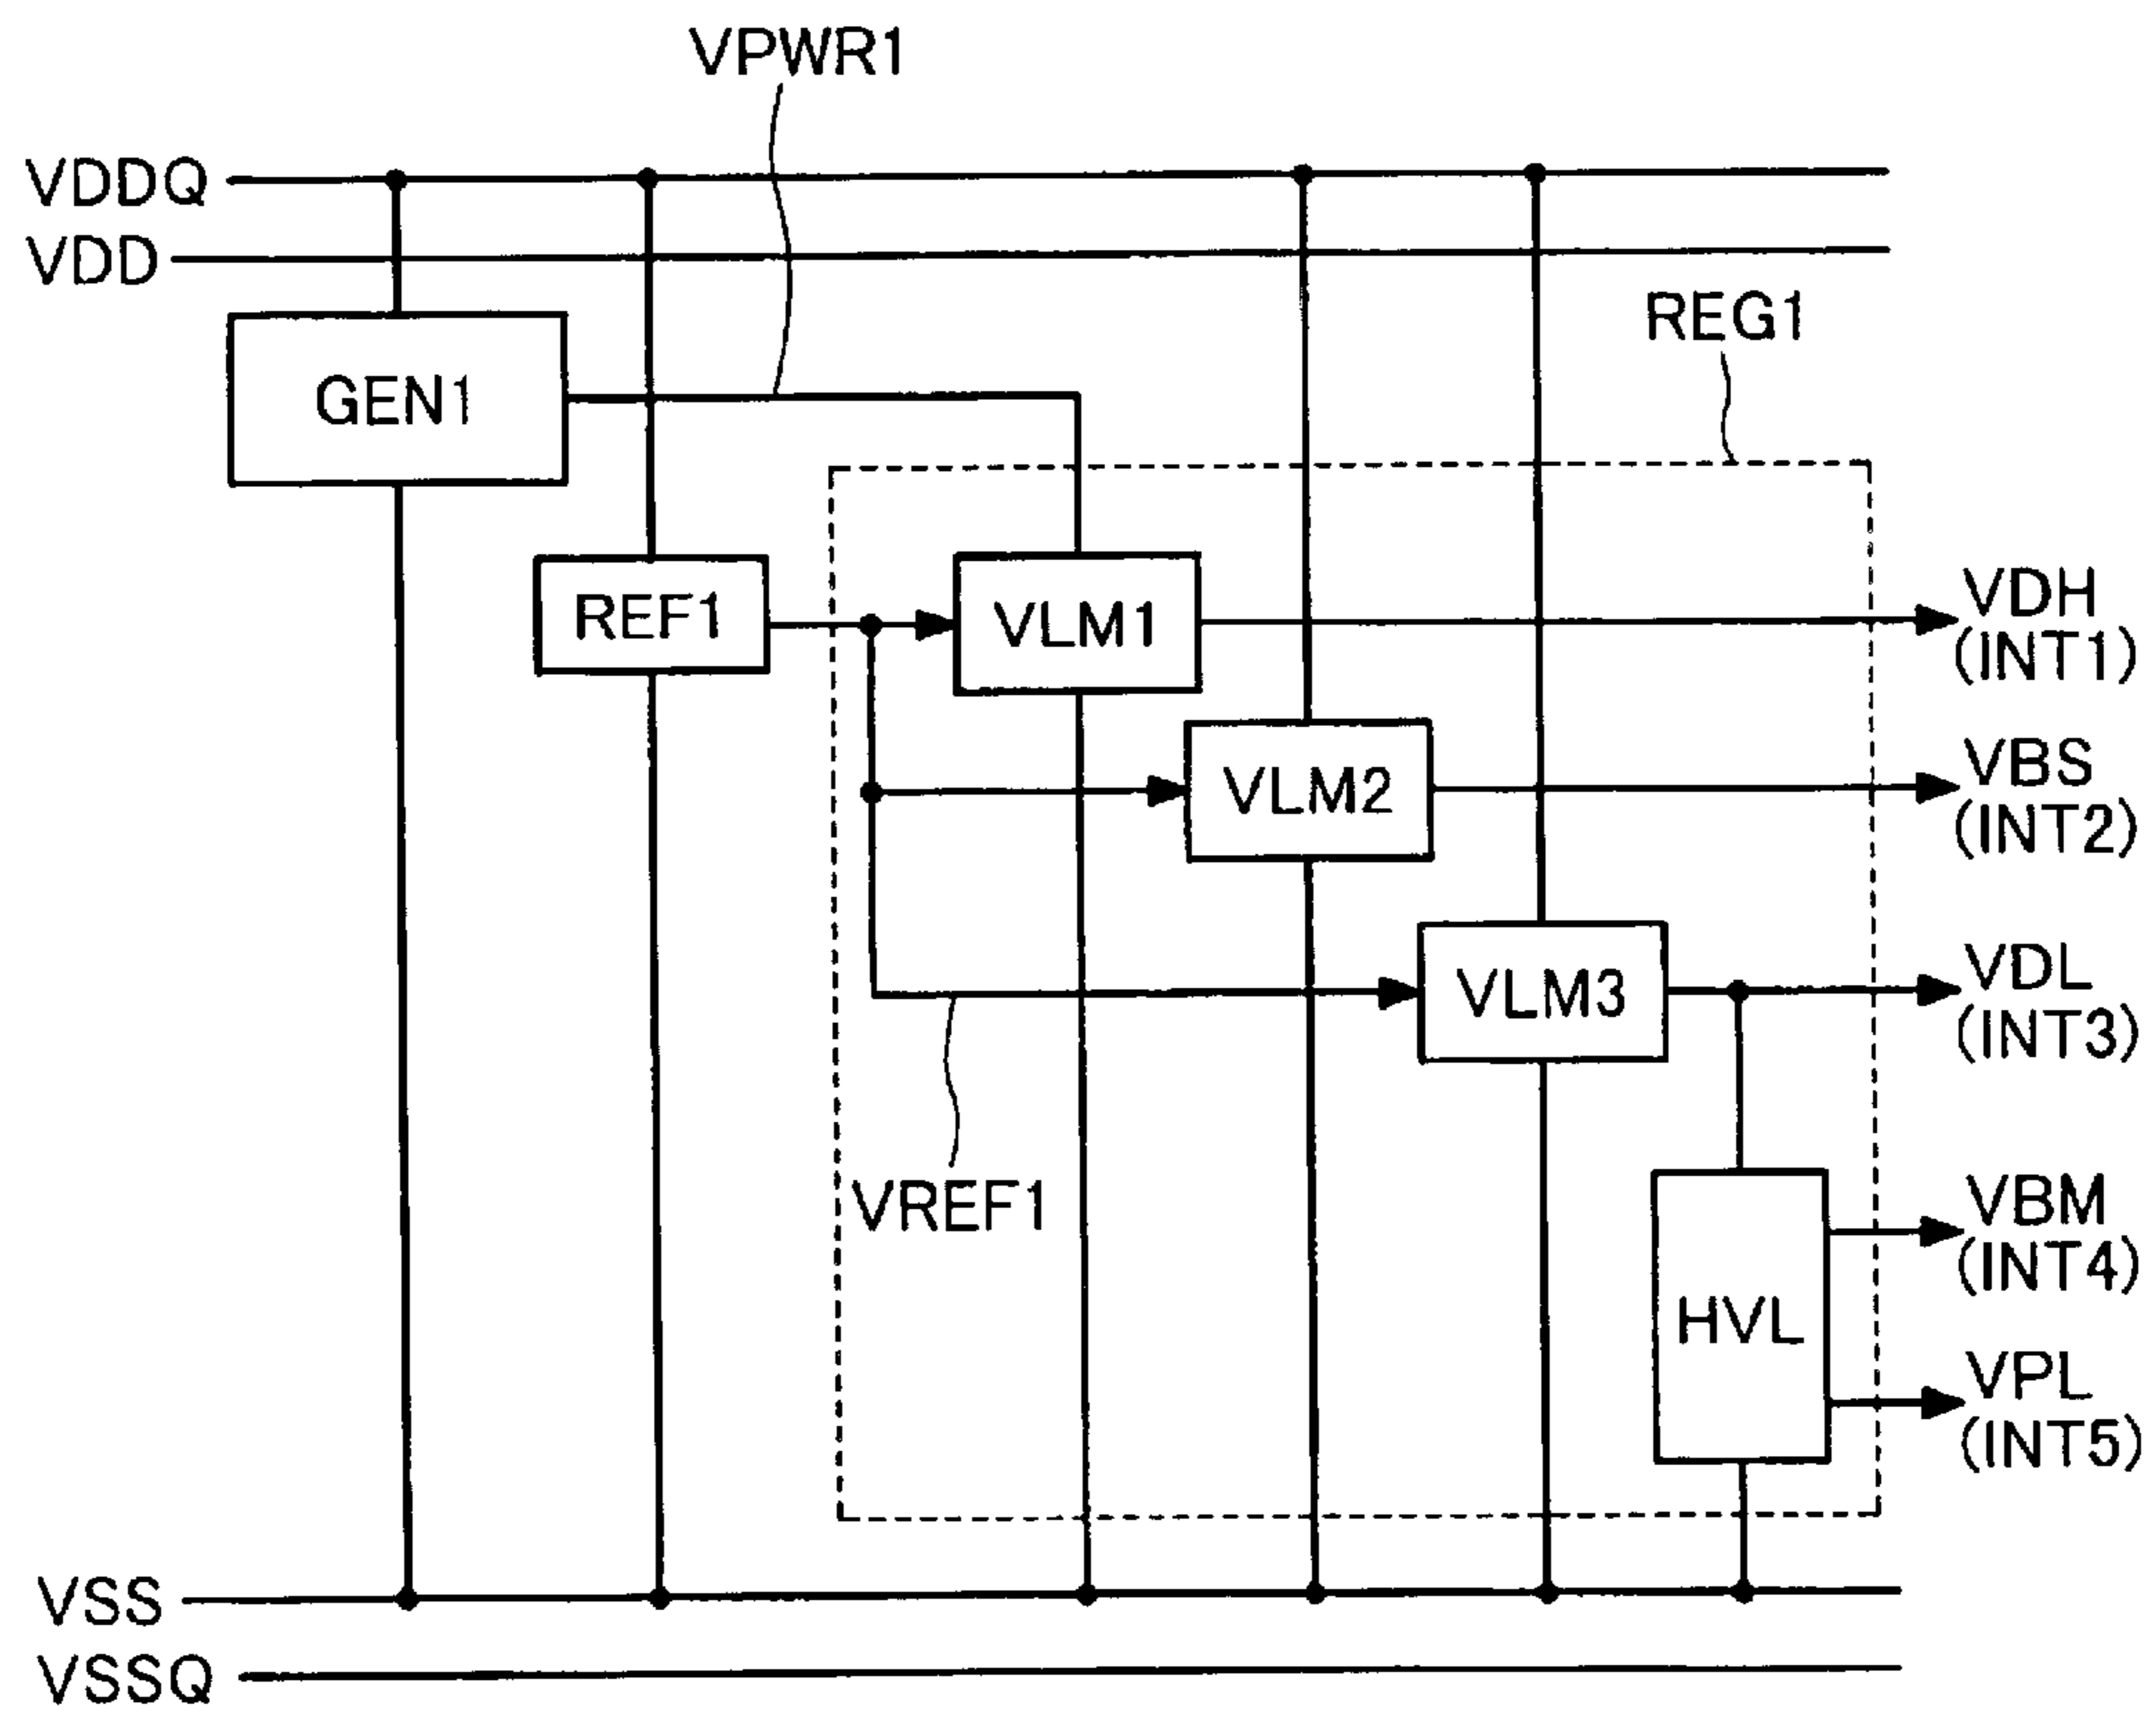 VPWR1
VDDQ
VDD
REG1
GEN1
REF1
VLM1
VDH
(INT1)
VLM2
VBS
(INT2)
VLM3
VDL
(INT3)
VREF1
VBM
(INT4)
HVL
VPL
(INT5)
VSS
VSSQ